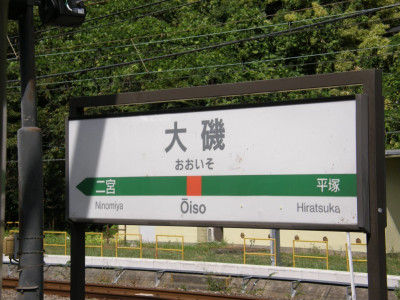 大磯
おおいそ
二宮 平塚
Ninomiya Ōiso Hiratsuka